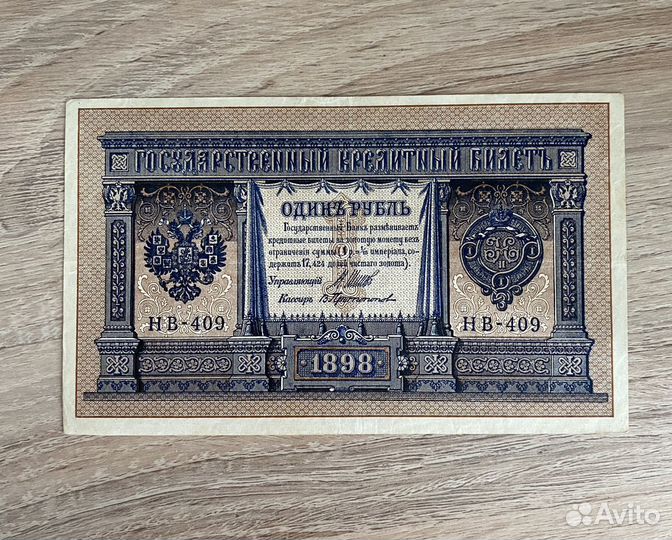 ГОСУДАРСТВЕННЫЙ КРЕДИТНЫЙ БИЛЕТЪ
ОДИНЪ РУБЛЬ
Государственный Банкъ размѣниваетъ
кредитные билеты на золотую монету безъ
ограниченія суммы (1 р. = 1/15 имперіала, со-
держитъ 17,424 долей чистаго золота).
Управляющій
Кассиръ
НВ-409
НВ-409
1898
Avito